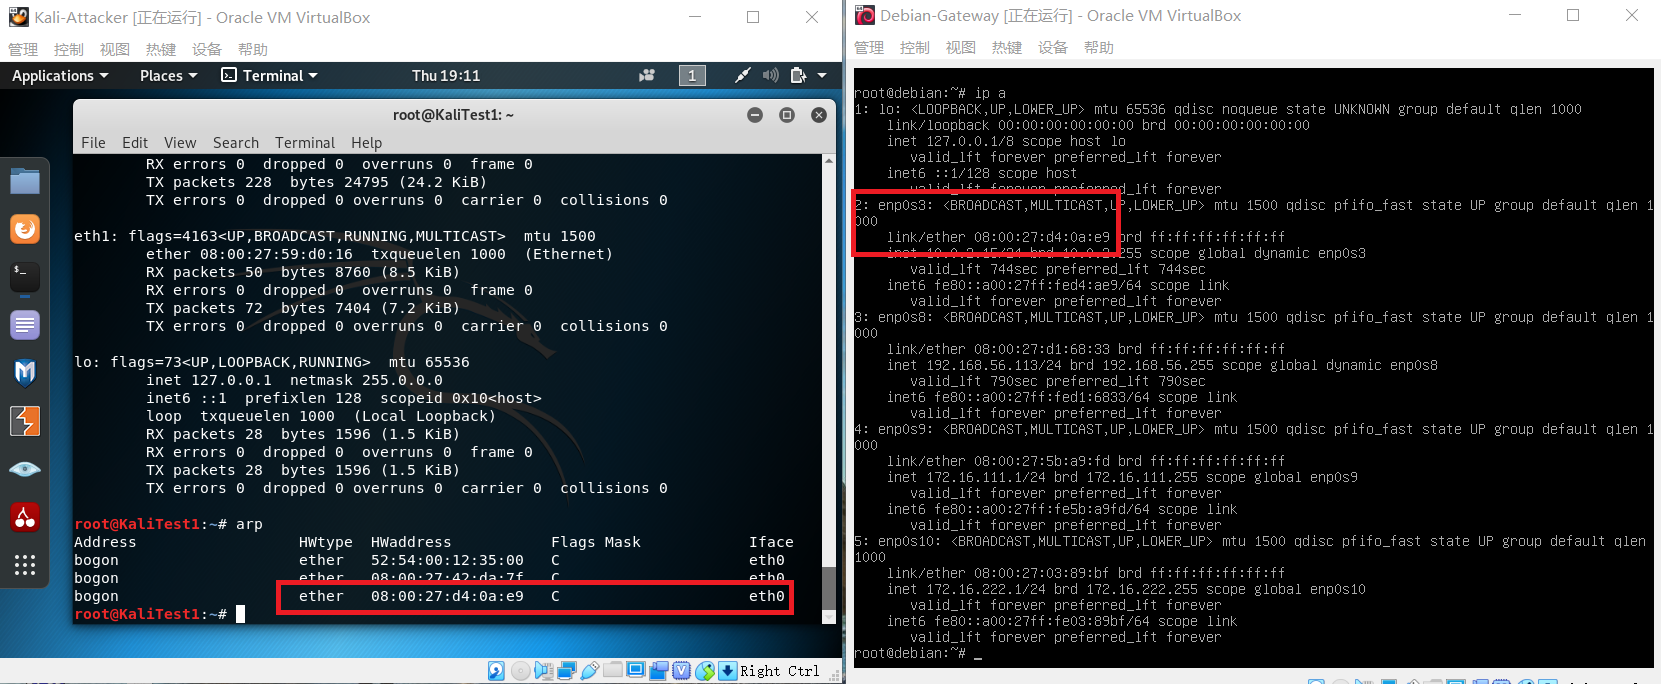 Kali-Attacker [正在运行] - Oracle VM VirtualBox
管理 控制 视图 热键 设备 帮助
Applications Places Terminal Thu 19:11 1
root@KaliTest1: ~
File Edit View Search Terminal Help
RX errors 0  dropped 0  overruns 0  frame 0
TX packets 228  bytes 24795 (24.2 KiB)
TX errors 0  dropped 0 overruns 0  carrier 0  collisions 0
eth1: flags=4163<UP,BROADCAST,RUNNING,MULTICAST>  mtu 1500
ether 08:00:27:59:d0:16  txqueuelen 1000  (Ethernet)
RX packets 50  bytes 8760 (8.5 KiB)
RX errors 0  dropped 0  overruns 0  frame 0
TX packets 72  bytes 7404 (7.2 KiB)
TX errors 0  dropped 0 overruns 0  carrier 0  collisions 0
lo: flags=73<UP,LOOPBACK,RUNNING>  mtu 65536
inet 127.0.0.1  netmask 255.0.0.0
inet6 ::1  prefixlen 128  scopeid 0x10<host>
loop  txqueuelen 1000  (Local Loopback)
RX packets 28  bytes 1596 (1.5 KiB)
RX errors 0  dropped 0  overruns 0  frame 0
TX packets 28  bytes 1596 (1.5 KiB)
TX errors 0  dropped 0 overruns 0  carrier 0  collisions 0
root@KaliTest1:~# arp
Address HWtype HWaddress Flags Mask Iface
bogon ether 52:54:00:12:35:00 C eth0
bogon ether 08:00:27:42:da:7f C eth0
bogon ether 08:00:27:d4:0a:e9 C eth0
root@KaliTest1:~#
Right Ctrl
Debian-Gateway [正在运行] - Oracle VM VirtualBox
管理 控制 视图 热键 设备 帮助
root@debian:~# ip a
1: lo: <LOOPBACK,UP,LOWER_UP> mtu 65536 qdisc noqueue state UNKNOWN group default qlen 1000
link/loopback 00:00:00:00:00:00 brd 00:00:00:00:00:00
inet 127.0.0.1/8 scope host lo
valid_lft forever preferred_lft forever
inet6 ::1/128 scope host
valid_lft forever preferred_lft forever
2: enp0s3: <BROADCAST,MULTICAST,UP,LOWER_UP> mtu 1500 qdisc pfifo_fast state UP group default qlen 1
000
link/ether 08:00:27:d4:0a:e9 brd ff:ff:ff:ff:ff:ff
inet 10.0.2.15/24 brd 10.0.2.255 scope global dynamic enp0s3
valid_lft 744sec preferred_lft 744sec
inet6 fe80::a00:27ff:fed4:ae9/64 scope link
valid_lft forever preferred_lft forever
3: enp0s8: <BROADCAST,MULTICAST,UP,LOWER_UP> mtu 1500 qdisc pfifo_fast state UP group default qlen 1
000
link/ether 08:00:27:d1:68:33 brd ff:ff:ff:ff:ff:ff
inet 192.168.56.113/24 brd 192.168.56.255 scope global dynamic enp0s8
valid_lft 790sec preferred_lft 790sec
inet6 fe80::a00:27ff:fed1:6833/64 scope link
valid_lft forever preferred_lft forever
4: enp0s9: <BROADCAST,MULTICAST,UP,LOWER_UP> mtu 1500 qdisc pfifo_fast state UP group default qlen 1
000
link/ether 08:00:27:5b:a9:fd brd ff:ff:ff:ff:ff:ff
inet 172.16.111.1/24 brd 172.16.111.255 scope global enp0s9
valid_lft forever preferred_lft forever
inet6 fe80::a00:27ff:fe5b:a9fd/64 scope link
valid_lft forever preferred_lft forever
5: enp0s10: <BROADCAST,MULTICAST,UP,LOWER_UP> mtu 1500 qdisc pfifo_fast state UP group default qlen
1000
link/ether 08:00:27:03:89:bf brd ff:ff:ff:ff:ff:ff
inet 172.16.222.1/24 brd 172.16.222.255 scope global enp0s10
valid_lft forever preferred_lft forever
inet6 fe80::a00:27ff:fe03:89bf/64 scope link
valid_lft forever preferred_lft forever
root@debian:~# _